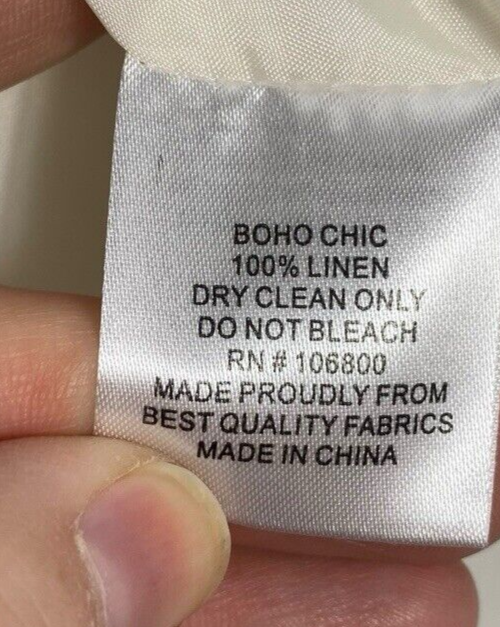 BOHO CHIC
100% LINEN
DRY CLEAN ONLY
DO NOT BLEACH
RN # 106800
MADE PROUDLY FROM
BEST QUALITY FABRICS
MADE IN CHINA